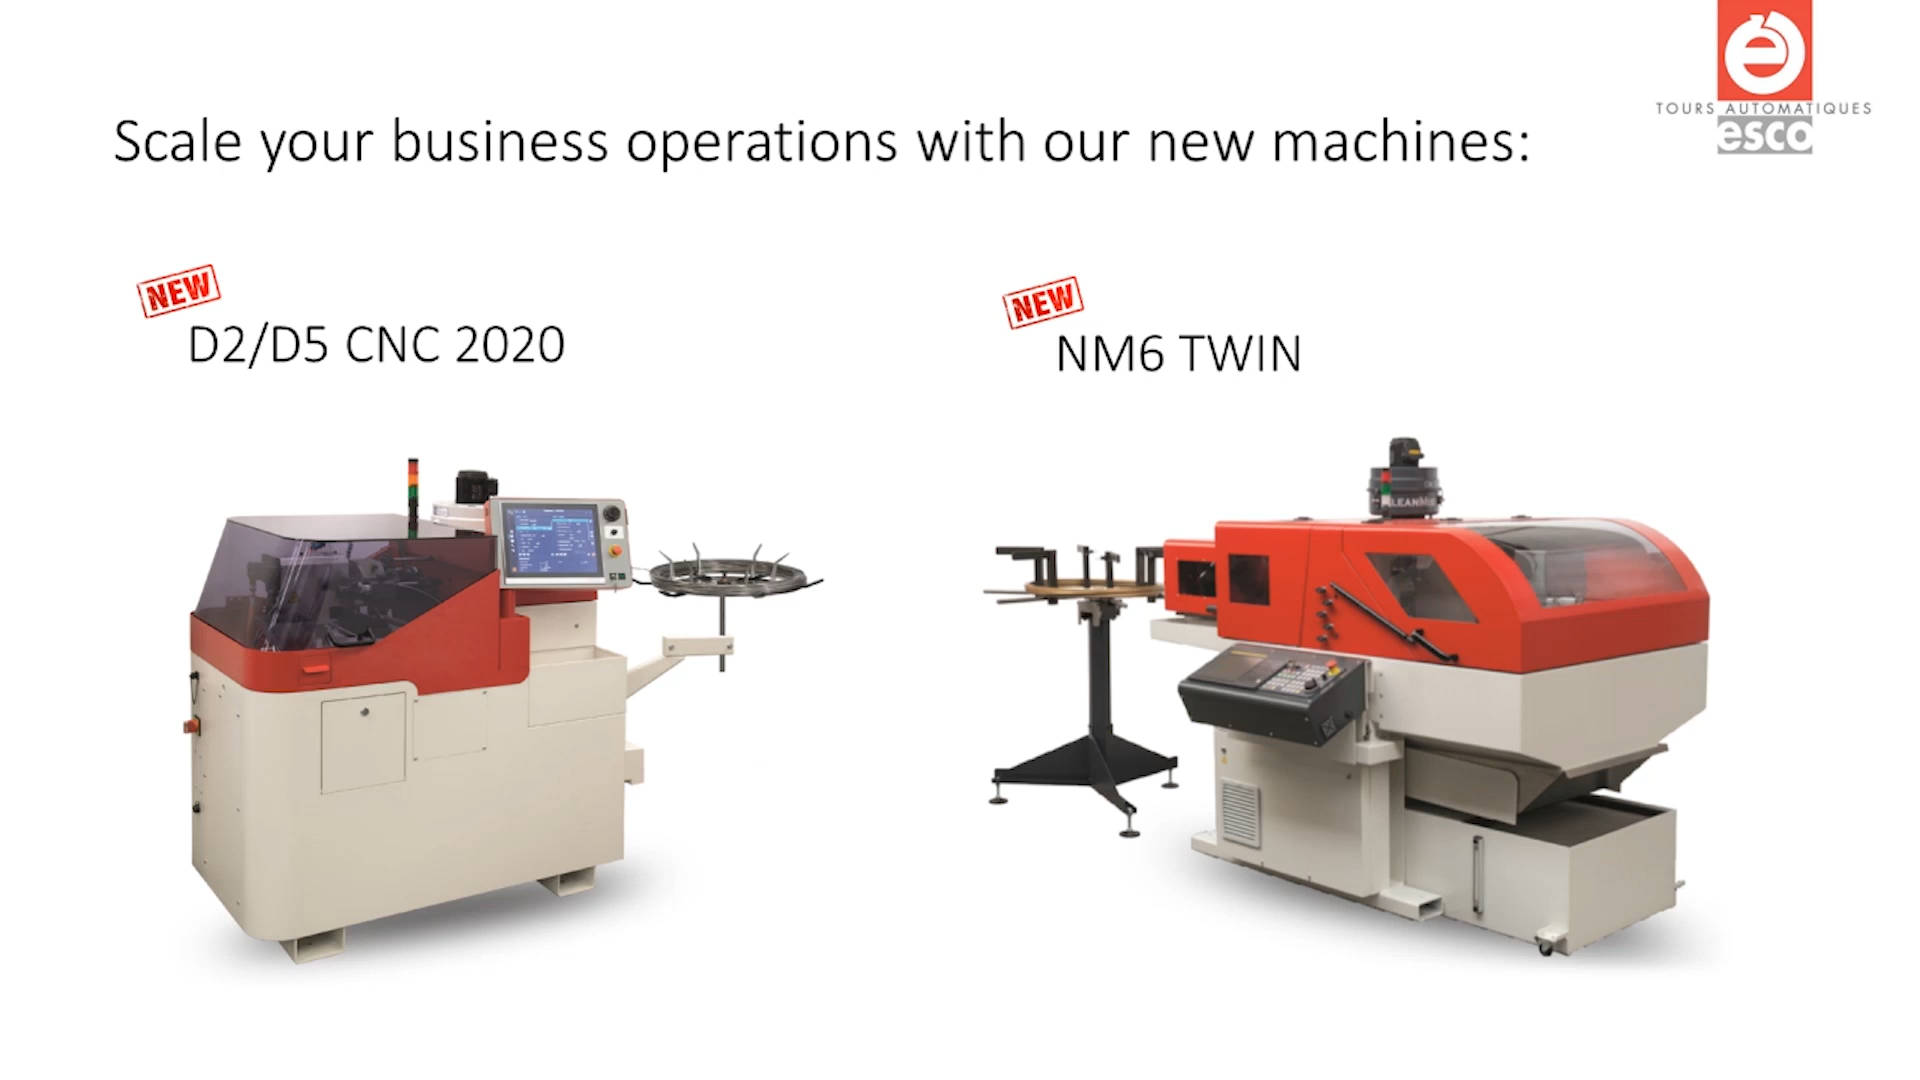 TOURS AUTOMATIQUES
esco
Scale your business operations with our new machines:
NEW
D2/D5 CNC 2020
NEW
NM6 TWIN